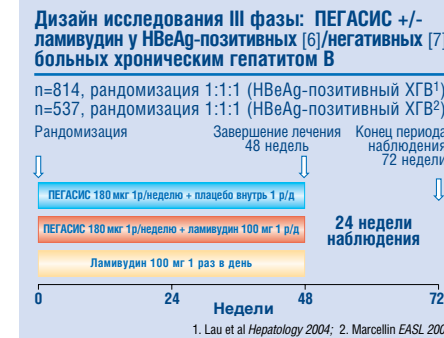 Дизайн исследования III фазы: ПЕГАСИС +/-
ламивудин у HBeAg-позитивных [6]/негативных [7]
больных хроническим гепатитом В
n=814, рандомизация 1:1:1 (HBeAg-позитивный ХГВ1)
n=537, рандомизация 1:1:1 (HBeAg-позитивный ХГВ2)
Рандомизация Завершение лечения 48 недель Конец периода наблюдения 72 недели
ПЕГАСИС 180 мкг 1р/неделю + плацебо внутрь 1 р/д
ПЕГАСИС 180 мкг 1р/неделю + ламивудин 100 мг 1 р/д
24 недели
наблюдения
Ламивудин 100 мг 1 раз в день
0 24 48 72
Недели
1. Lau et al Hepatology 2004; 2. Marcellin EASL 200